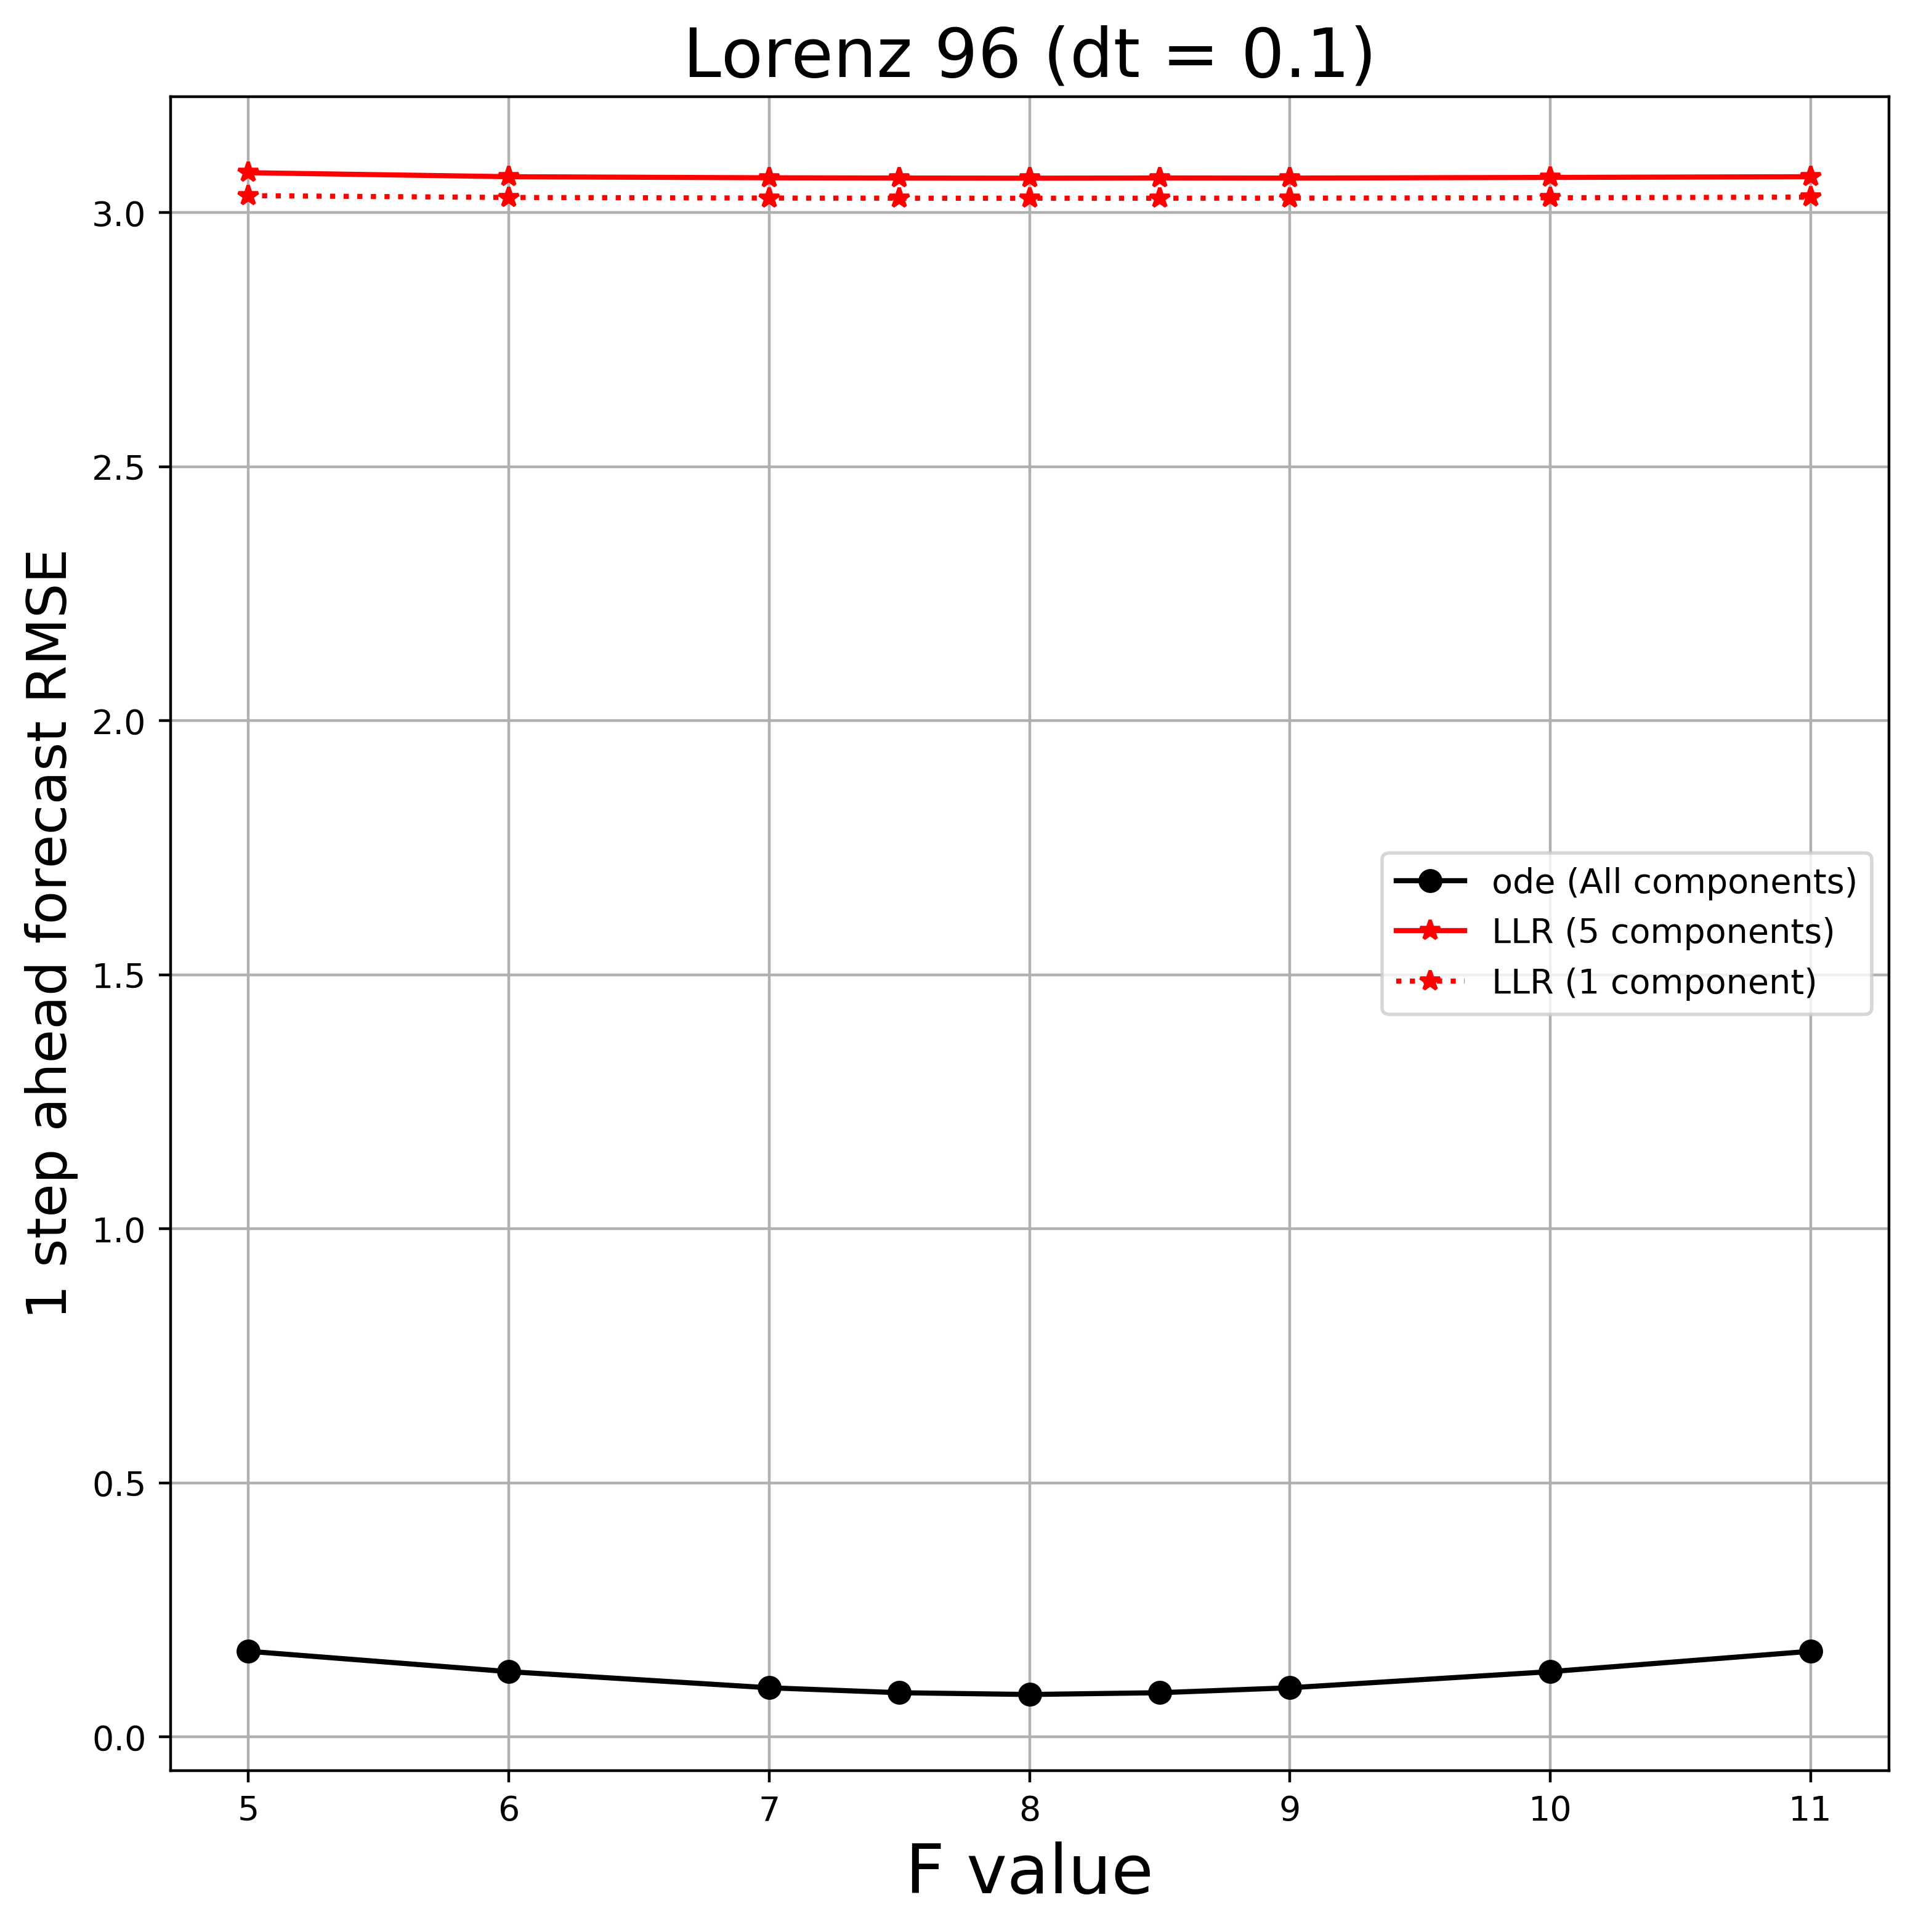 Lorenz 96 (dt = 0.1)
1 step ahead forecast RMSE
3.0
2.5
2.0
1.5
1.0
0.5
0.0
ode (All components)
LLR (5 components)
LLR (1 component)
5 6 7 8 9 10 11
F value